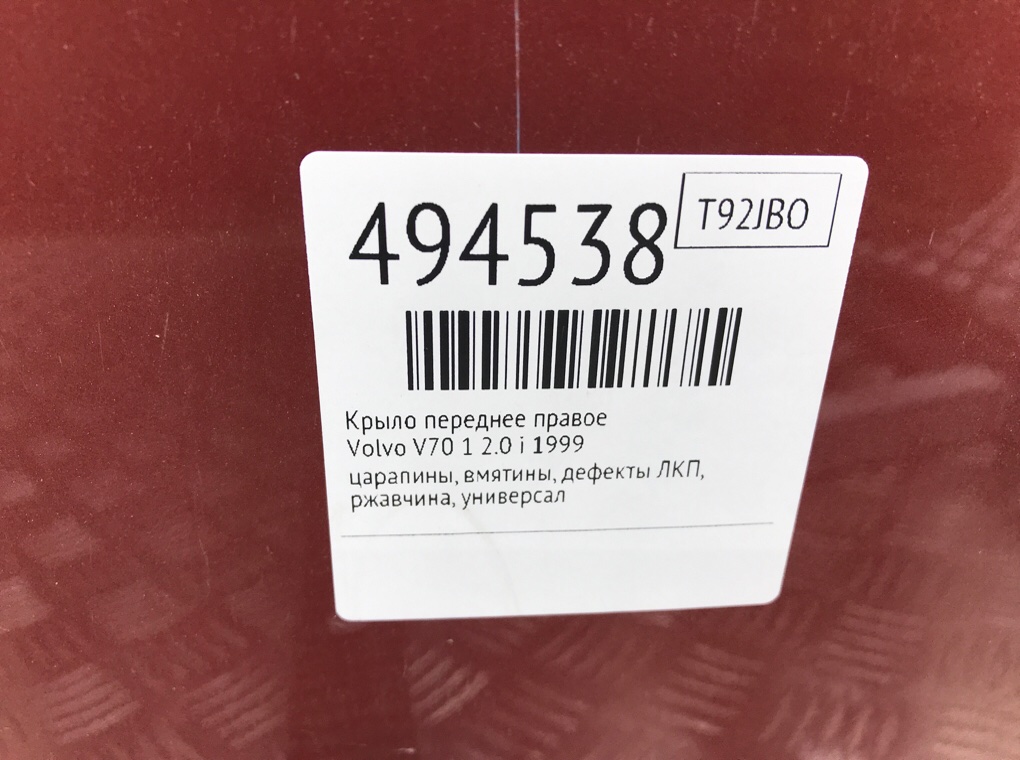 494538
T92JBO
Крыло переднее правое
Volvo V70 1 2.0 i 1999
царапины, вмятины, дефекты ЛКП,
ржавчина, универсал